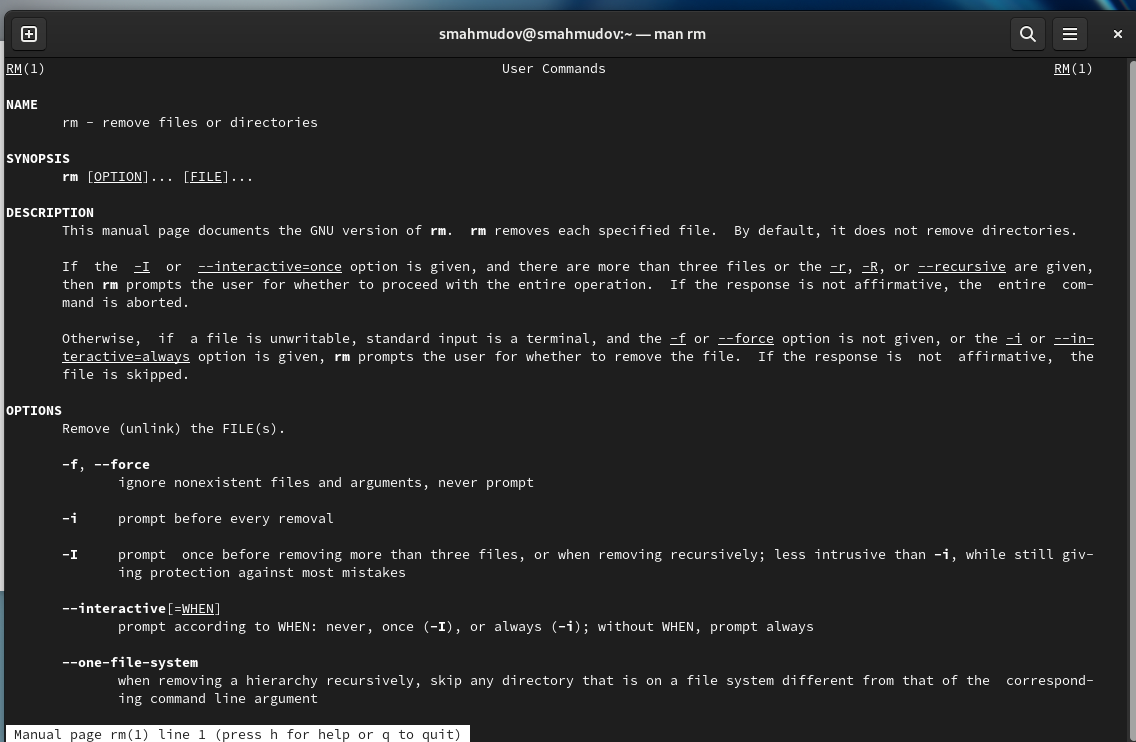 smahmudov@smahmudov:~ — man rm
RM(1) User Commands RM(1)
NAME
rm - remove files or directories
SYNOPSIS
rm [OPTION]... [FILE]...
DESCRIPTION
This manual page documents the GNU version of rm.  rm removes each specified file.  By default, it does not remove directories.
If  the  -I  or  --interactive=once option is given, and there are more than three files or the -r, -R, or --recursive are given,
then rm prompts the user for whether to proceed with the entire operation.  If the response is not affirmative, the  entire  com-
mand is aborted.
Otherwise,  if  a file is unwritable, standard input is a terminal, and the -f or --force option is not given, or the -i or --in-
teractive=always option is given, rm prompts the user for whether to remove the file.  If the response is  not  affirmative,  the
file is skipped.
OPTIONS
Remove (unlink) the FILE(s).
-f, --force
ignore nonexistent files and arguments, never prompt
-i     prompt before every removal
-I     prompt  once before removing more than three files, or when removing recursively; less intrusive than -i, while still giv-
ing protection against most mistakes
--interactive[=WHEN]
prompt according to WHEN: never, once (-I), or always (-i); without WHEN, prompt always
--one-file-system
when removing a hierarchy recursively, skip any directory that is on a file system different from that of the  correspond-
ing command line argument
Manual page rm(1) line 1 (press h for help or q to quit)